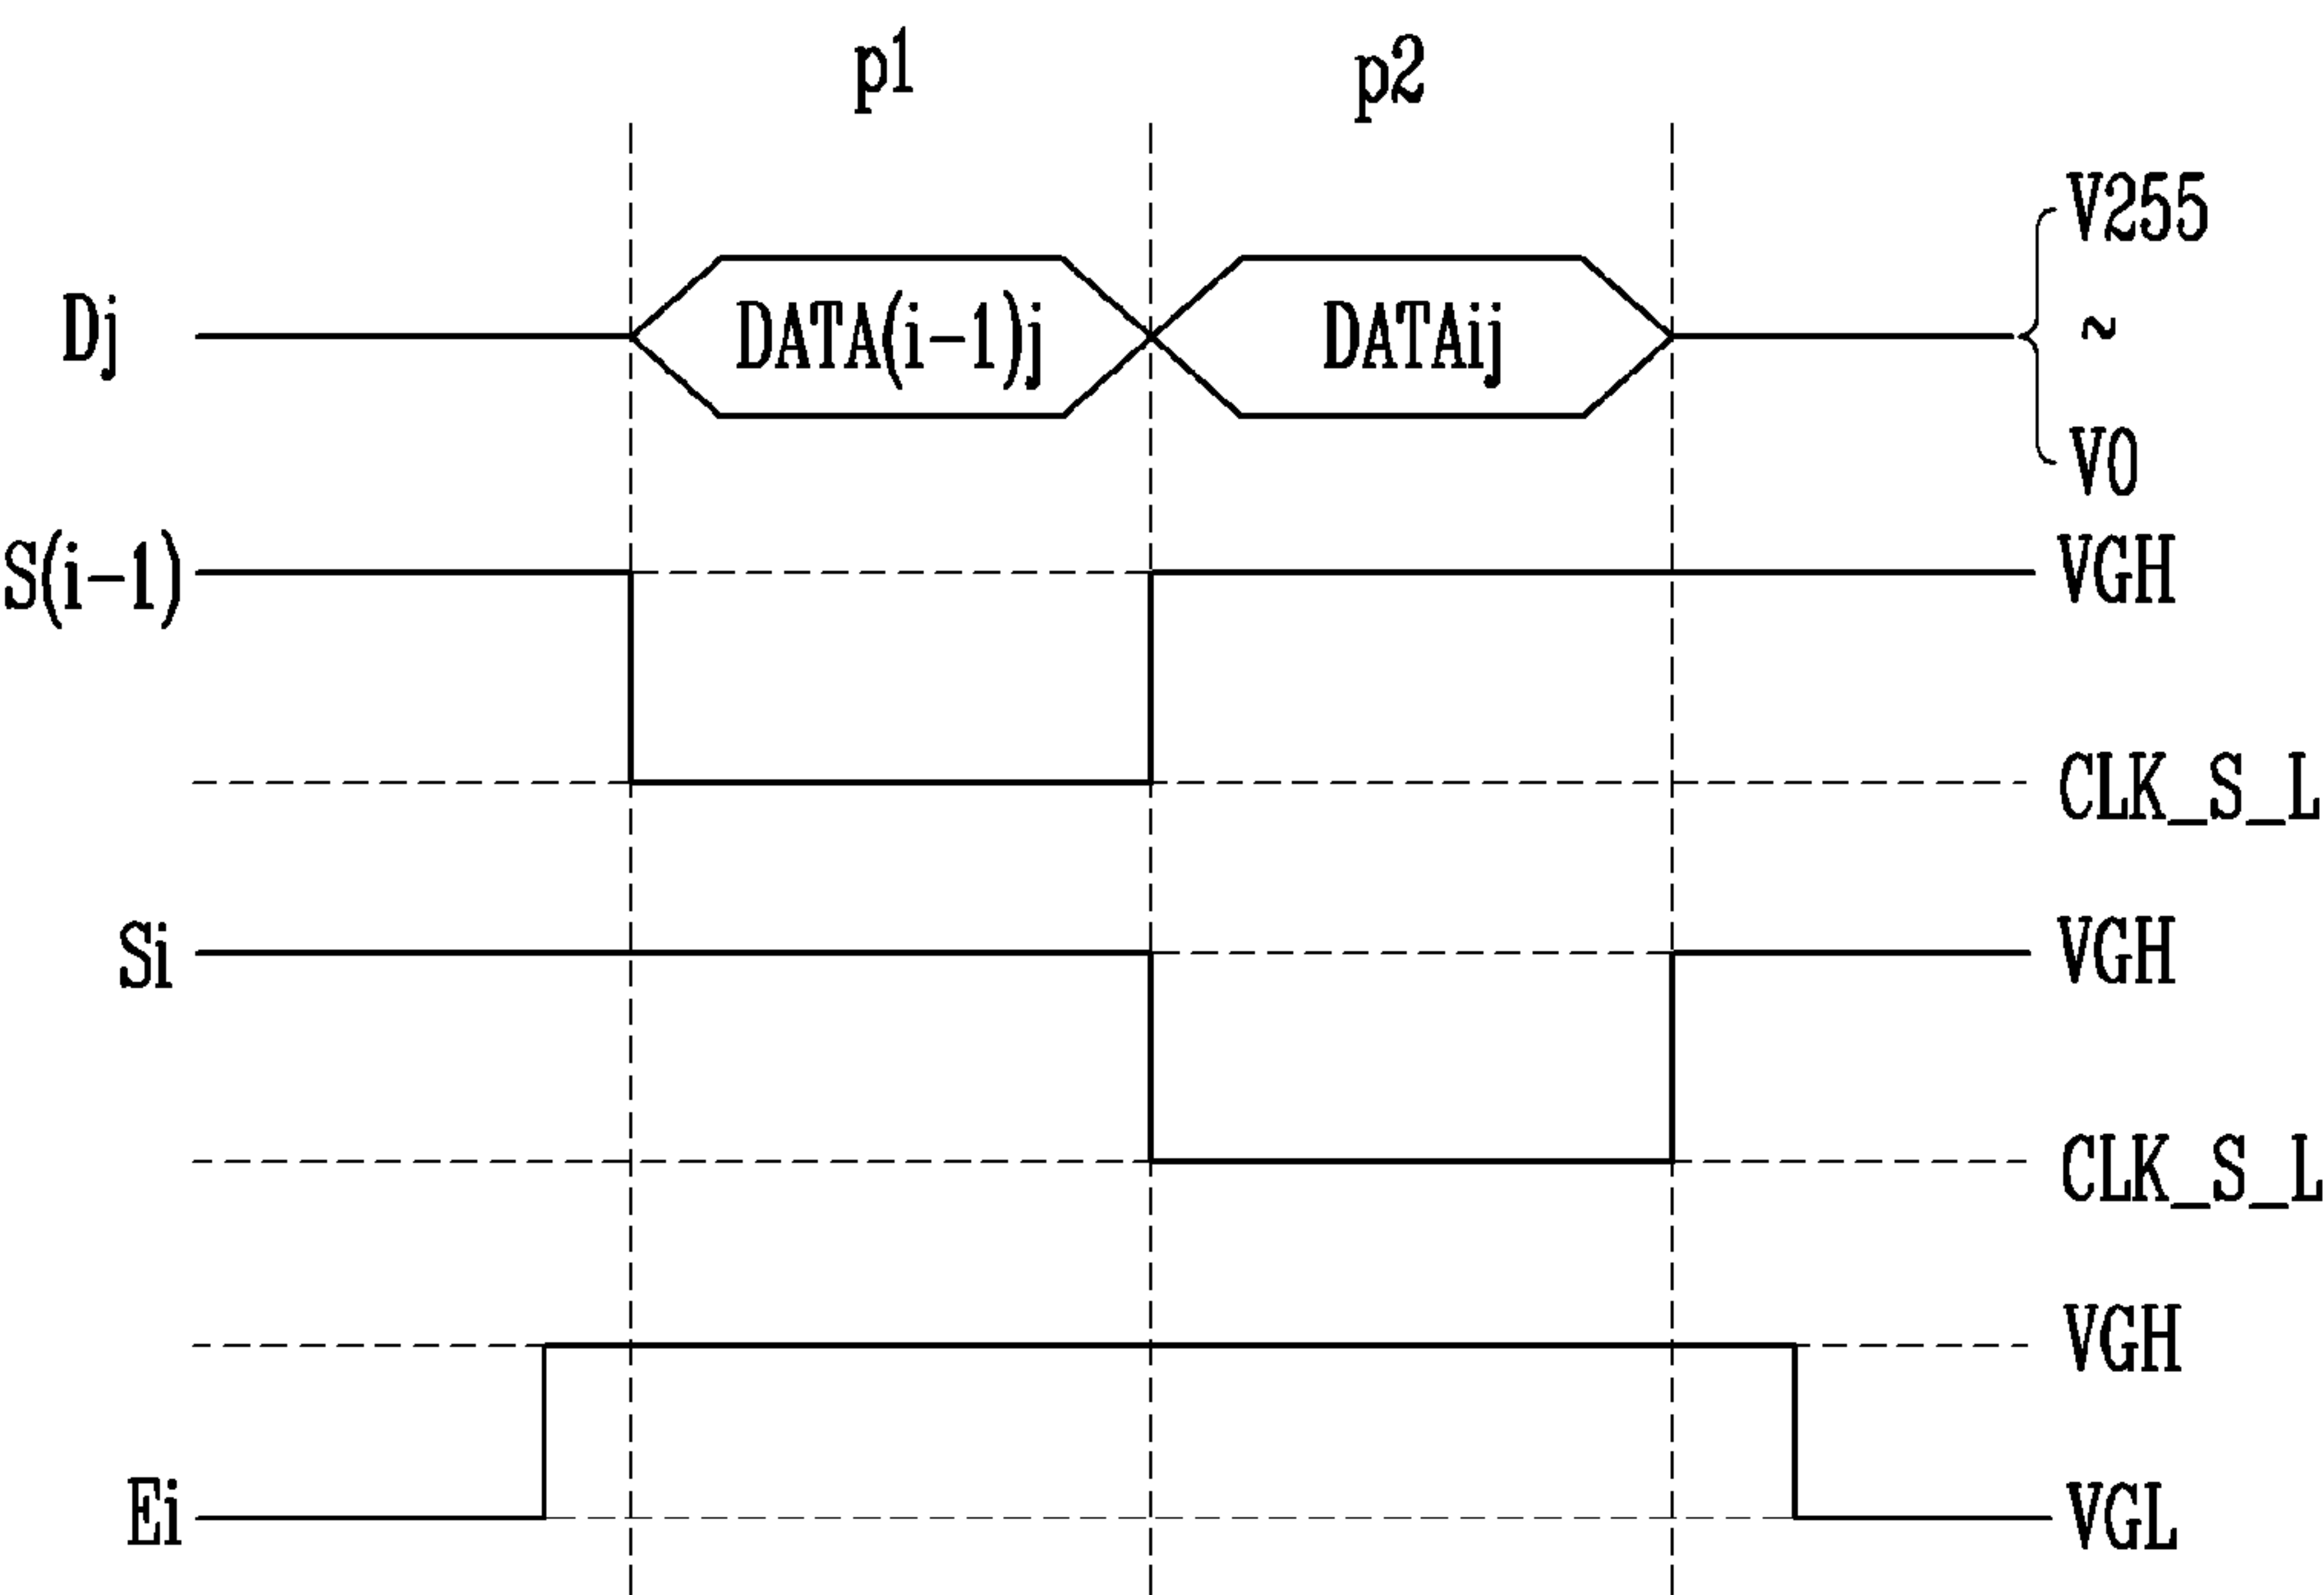 p1 p2
V255
Dj DATA(i-1)j DATAij ~
V0
S(i-1) VGH
CLK_S_L
Si VGH
CLK_S_L
VGH
Ei VGL